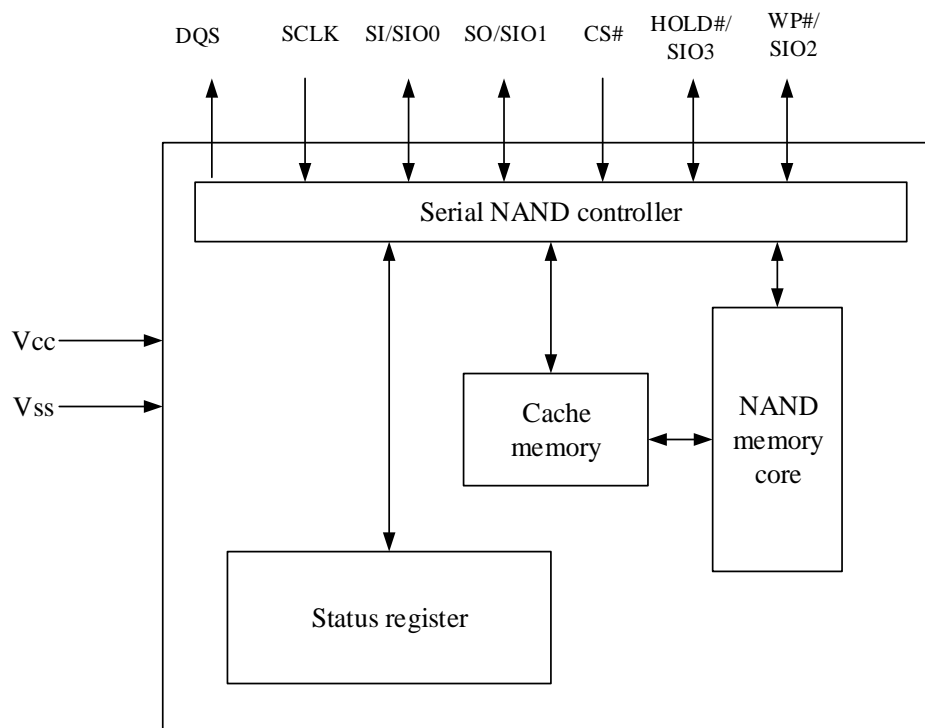 DQS
SCLK
SI/SIO0
SO/SIO1
CS#
HOLD#/
SIO3
WP#/
SIO2
Serial NAND controller
Vcc
Vss
Cache
memory
NAND
memory
core
Status register